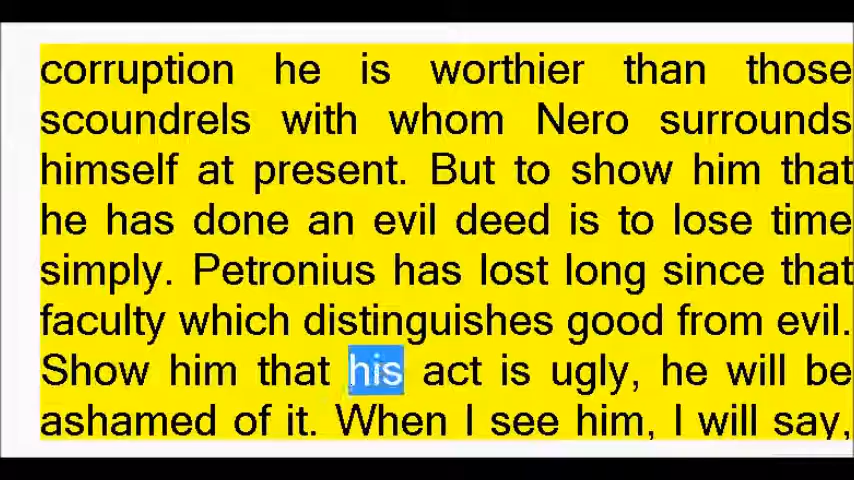 corruption he is worthier than those
scoundrels with whom Nero surrounds
himself at present. But to show him that
he has done an evil deed is to lose time
simply. Petronius has lost long since that
faculty which distinguishes good from evil.
Show him that his act is ugly, he will be
ashamed of it. When I see him, I will say,